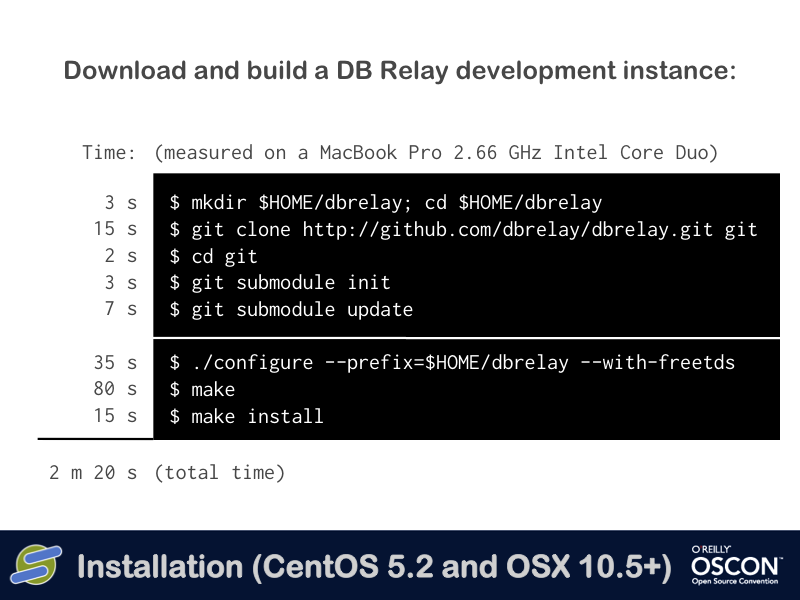 Download and build a DB Relay development instance:
Time: (measured on a MacBook Pro 2.66 GHz Intel Core Duo)
3 s $ mkdir $HOME/dbrelay; cd $HOME/dbrelay
15 s $ git clone http://github.com/dbrelay/dbrelay.git git
2 s $ cd git
3 s $ git submodule init
7 s $ git submodule update
35 s $ ./configure --prefix=$HOME/dbrelay --with-freetds
80 s $ make
15 s $ make install
2 m 20 s (total time)
Installation (CentOS 5.2 and OSX 10.5+)
O'REILLY
OSCON™
Open Source Convention